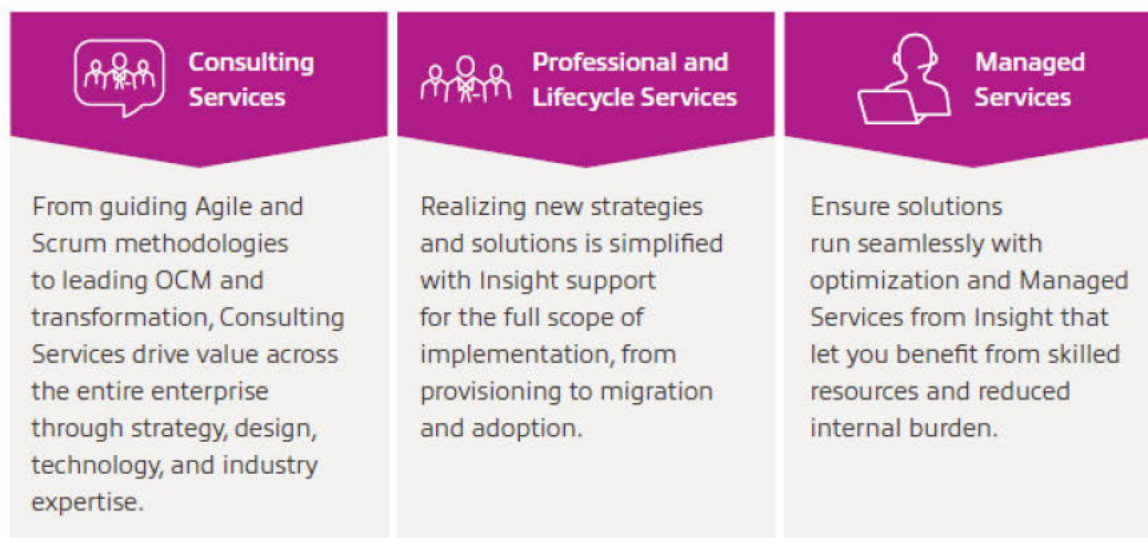 Consulting
Services
From guiding Agile and
Scrum methodologies
to leading OCM and
transformation, Consulting
Services drive value across
the entire enterprise
through strategy, design,
technology, and industry
expertise.
Professional and
Lifecycle Services
Realizing new strategies
and solutions is simplified
with Insight support
for the full scope of
implementation, from
provisioning to migration
and adoption.
Managed
Services
Ensure solutions
run seamlessly with
optimization and Managed
Services from Insight that
let you benefit from skilled
resources and reduced
internal burden.